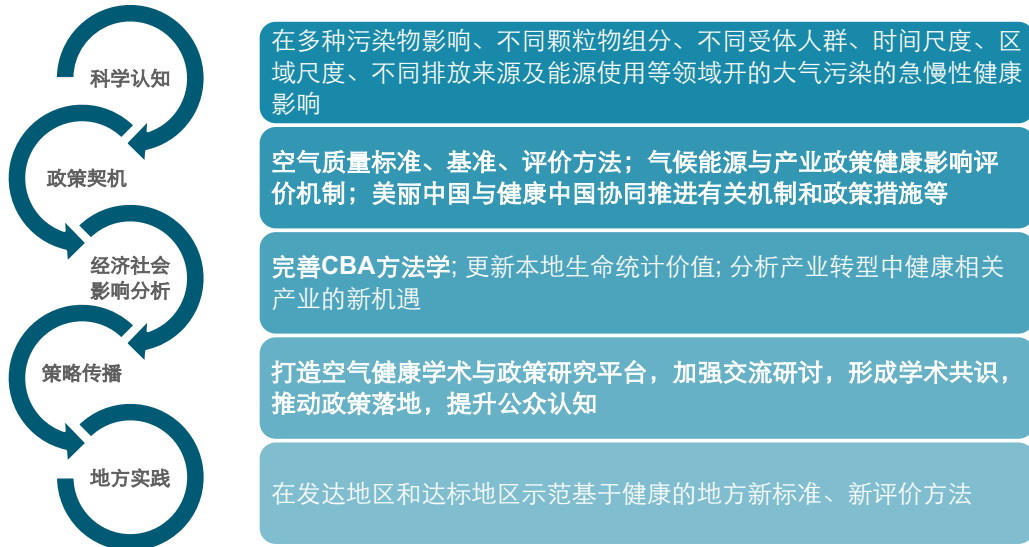 科学认知
在多种污染物影响、不同颗粒物组分、不同受体人群、时间尺度、区
域尺度、不同排放来源及能源使用等领域开的大气污染的急慢性健康
影响
政策契机
空气质量标准、基准、评价方法；气候能源与产业政策健康影响评
价机制；美丽中国与健康中国协同推进有关机制和政策措施等
经济社会
影响分析
完善CBA方法学; 更新本地生命统计价值; 分析产业转型中健康相关
产业的新机遇
策略传播
打造空气健康学术与政策研究平台，加强交流研讨，形成学术共识，
推动政策落地，提升公众认知
地方实践
在发达地区和达标地区示范基于健康的地方新标准、新评价方法